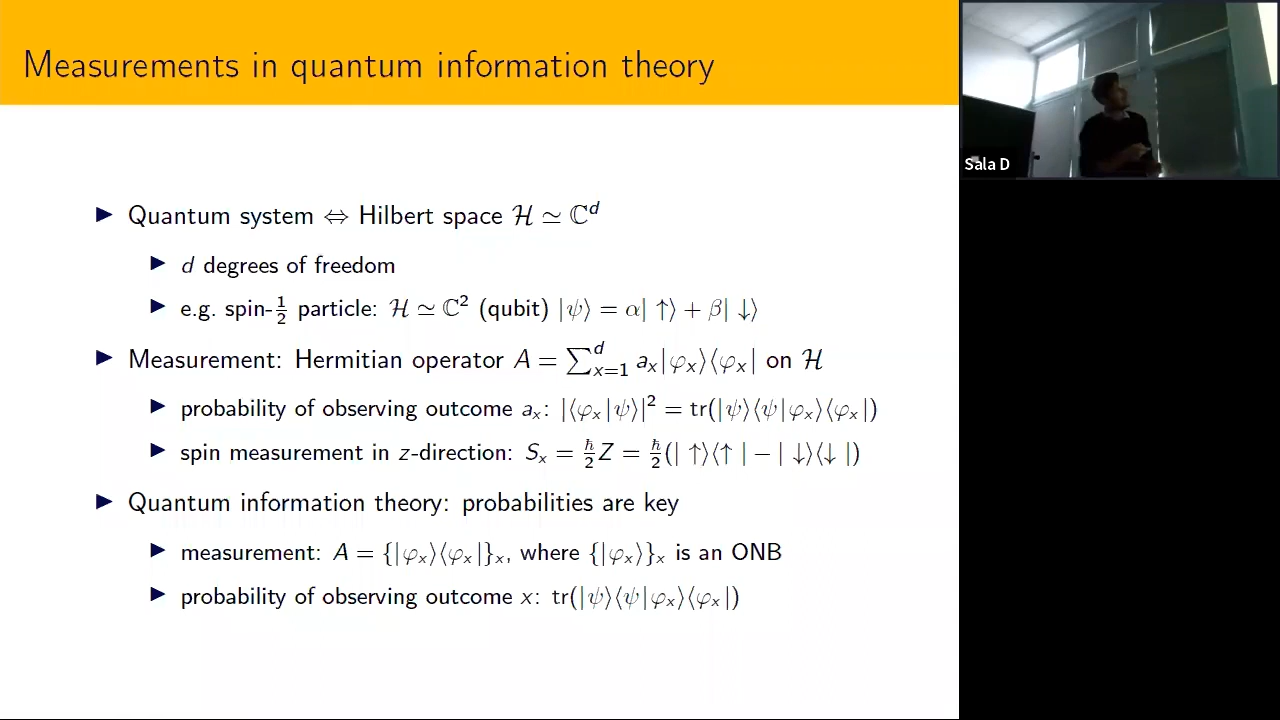 Measurements in quantum information theory
Sala D
▶ Quantum system ⇔ Hilbert space ℋ ≃ ℂ^d
▶ d degrees of freedom
▶ e.g. spin-½ particle: ℋ ≃ ℂ² (qubit) |ψ⟩ = α| ↑⟩ + β| ↓⟩
▶ Measurement: Hermitian operator A = ∑_{x=1}^d a_x|φ_x⟩⟨φ_x| on ℋ
▶ probability of observing outcome a_x: |⟨φ_x|ψ⟩|² = tr(|ψ⟩⟨ψ|φ_x⟩⟨φ_x|)
▶ spin measurement in z-direction: S_x = ℏ/2 Z = ℏ/2 (| ↑⟩⟨↑ | − | ↓⟩⟨↓ |)
▶ Quantum information theory: probabilities are key
▶ measurement: A = {|φ_x⟩⟨φ_x|}_x, where {|φ_x⟩}_x is an ONB
▶ probability of observing outcome x: tr(|ψ⟩⟨ψ|φ_x⟩⟨φ_x|)